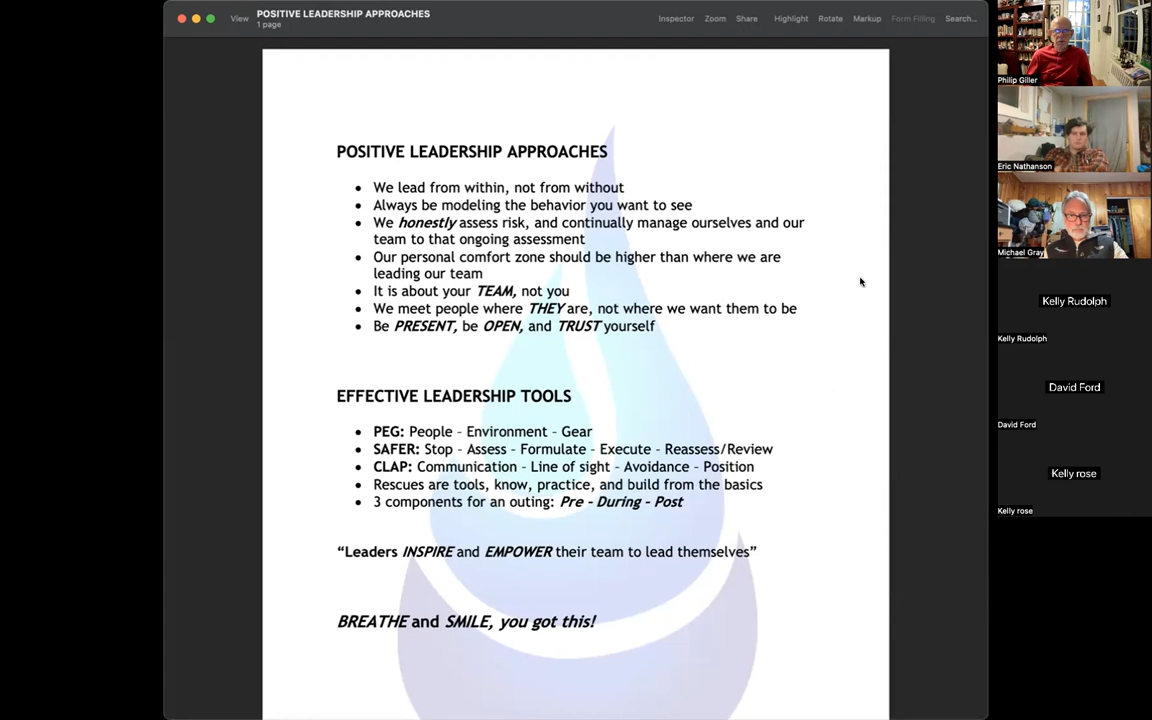 View
POSITIVE LEADERSHIP APPROACHES
1 page
Inspector Zoom Share Highlight Rotate Markup Form Filling Search...
POSITIVE LEADERSHIP APPROACHES
• We lead from within, not from without
• Always be modeling the behavior you want to see
• We honestly assess risk, and continually manage ourselves and our
team to that ongoing assessment
• Our personal comfort zone should be higher than where we are
leading our team
• It is about your TEAM, not you
• We meet people where THEY are, not where we want them to be
• Be PRESENT, be OPEN, and TRUST yourself
EFFECTIVE LEADERSHIP TOOLS
• PEG: People – Environment – Gear
• SAFER: Stop – Assess – Formulate – Execute – Reassess/Review
• CLAP: Communication – Line of sight – Avoidance – Position
• Rescues are tools, know, practice, and build from the basics
• 3 components for an outing: Pre – During – Post
“Leaders INSPIRE and EMPOWER their team to lead themselves”
BREATHE and SMILE, you got this!
Philip Giller
Eric Nathanson
Michael Gray
Kelly Rudolph
Kelly Rudolph
David Ford
David Ford
Kelly rose
Kelly rose